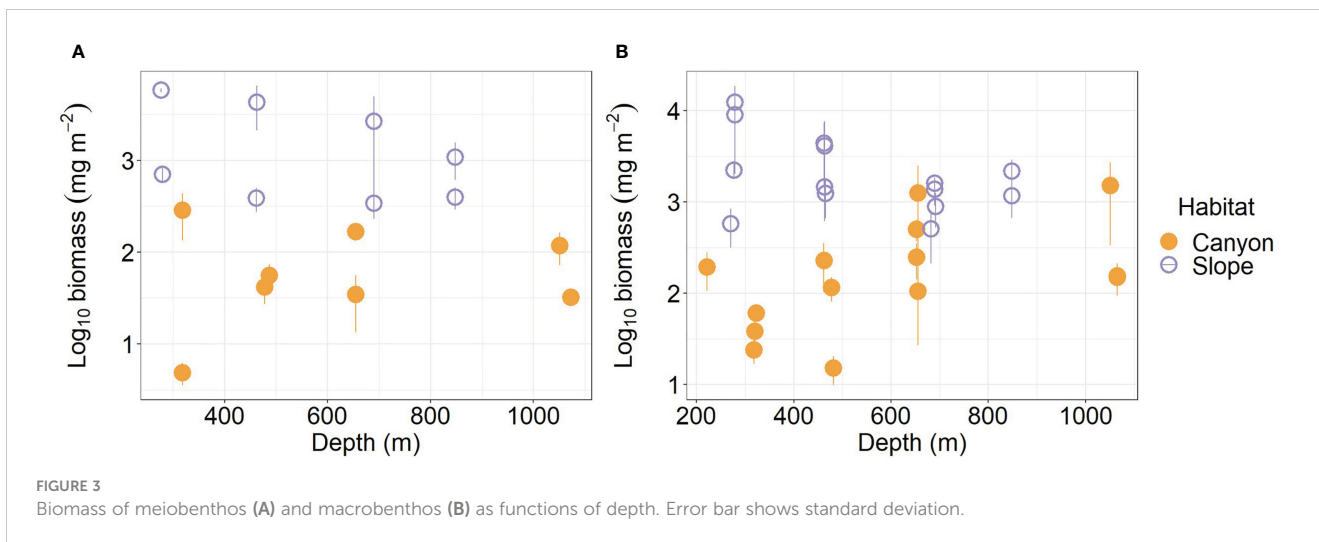 A
B
Log10 biomass (mg m−2)
3
2
1
400 600 800 1000
Depth (m)
Log10 biomass (mg m−2)
4
3
2
1
200 400 600 800 1000
Depth (m)
Habitat
Canyon
Slope
FIGURE 3
Biomass of meiobenthos (A) and macrobenthos (B) as functions of depth. Error bar shows standard deviation.